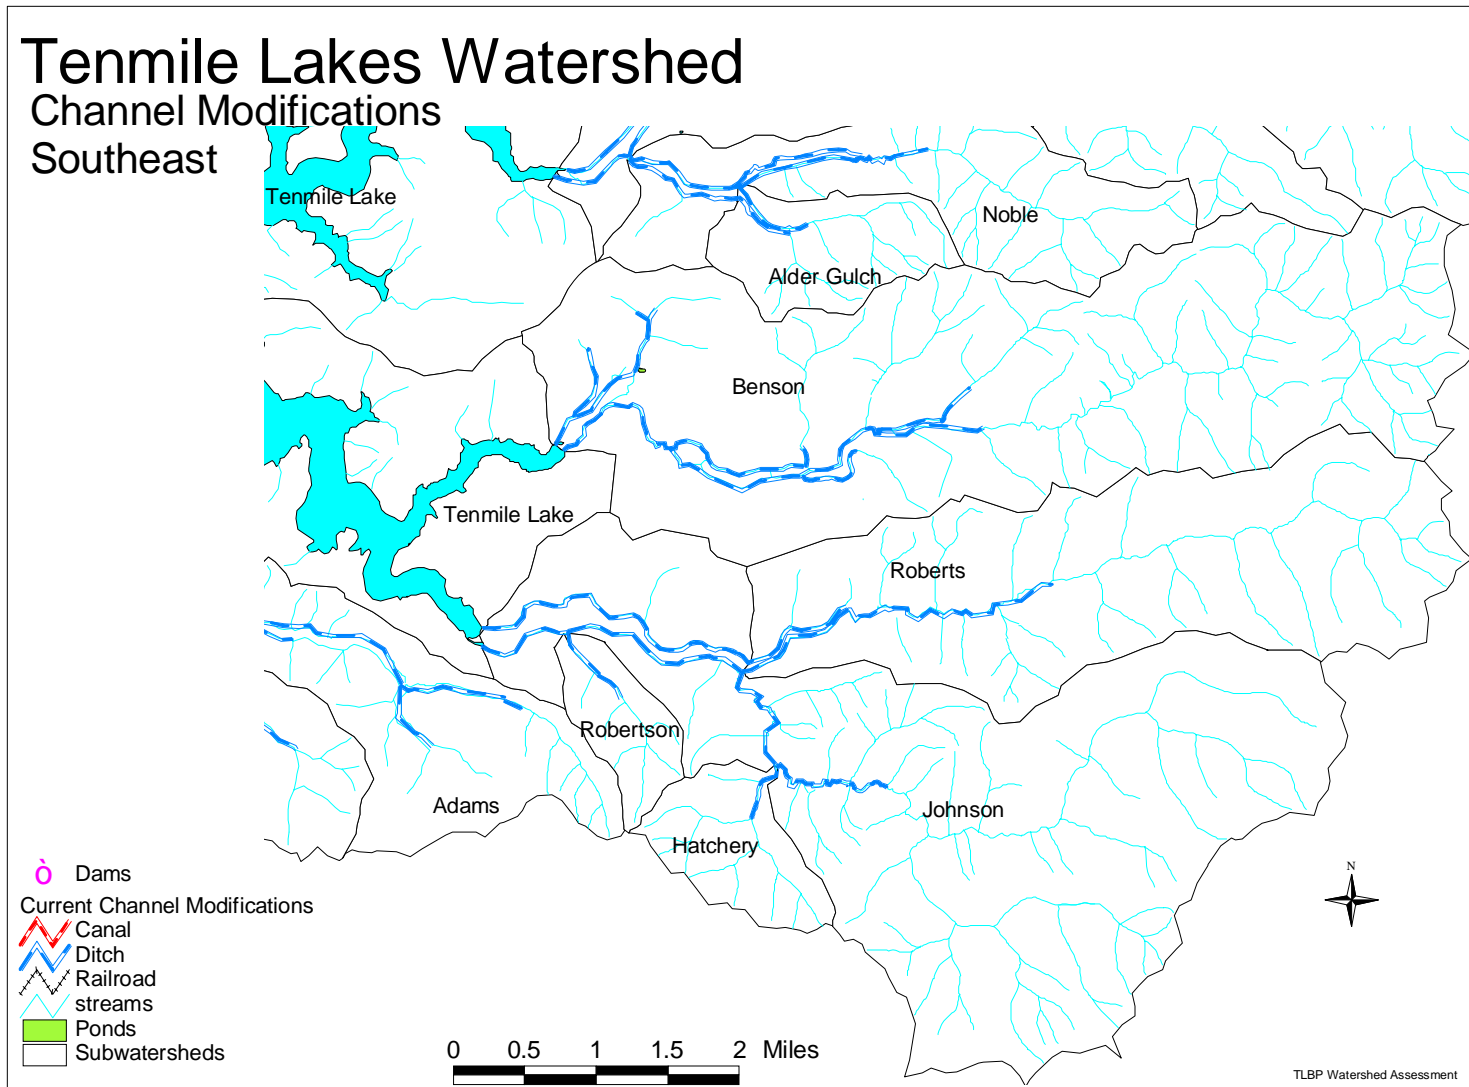 Tenmile Lakes Watershed
Channel Modifications
Southeast
Tenmile Lake
Noble
Alder Gulch
Benson
Tenmile Lake
Roberts
Robertson
Adams
Johnson
Hatchery
ò Dams
Current Channel Modifications
Canal
Ditch
Railroad
streams
Ponds
Subwatersheds
0 0.5 1 1.5 2 Miles
N
TLBP Watershed Assessment